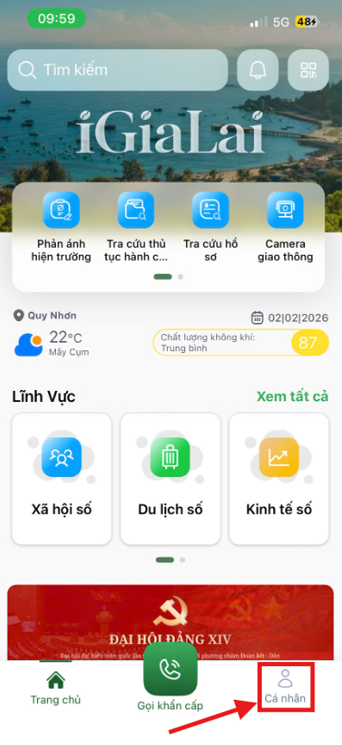 09:59
5G
48
Tìm kiếm
iGiaLai
Phản ánh
hiện trường
Tra cứu thủ
tục hành c...
Tra cứu hồ
sơ
Camera
giao thông
Quy Nhơn
02|02|2026
22°C
Mây Cụm
Chất lượng không khí:
Trung bình
87
Lĩnh Vực
Xem tất cả
Xã hội số
Du lịch số
Kinh tế số
ĐẠI HỘI ĐẢNG XIV
Trang chủ
Gọi khẩn cấp
Cá nhân